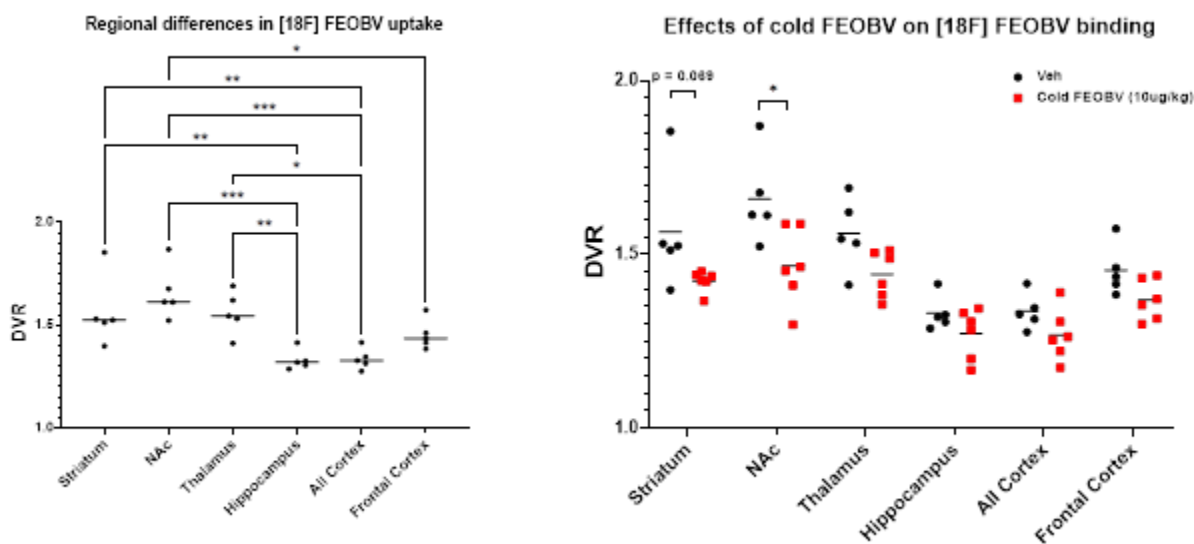 Regional differences in [18F] FEOBV uptake
*
**
***
**
*
***
**
2.0
1.5
1.0
DVR
Striatum
NAc
Thalamus
Hippocampus
All Cortex
Frontal Cortex
Effects of cold FEOBV on [18F] FEOBV binding
Veh
Cold FEOBV (10ug/kg)
p = 0.069
*
2.0
1.5
1.0
DVR
Striatum
NAc
Thalamus
Hippocampus
All Cortex
Frontal Cortex